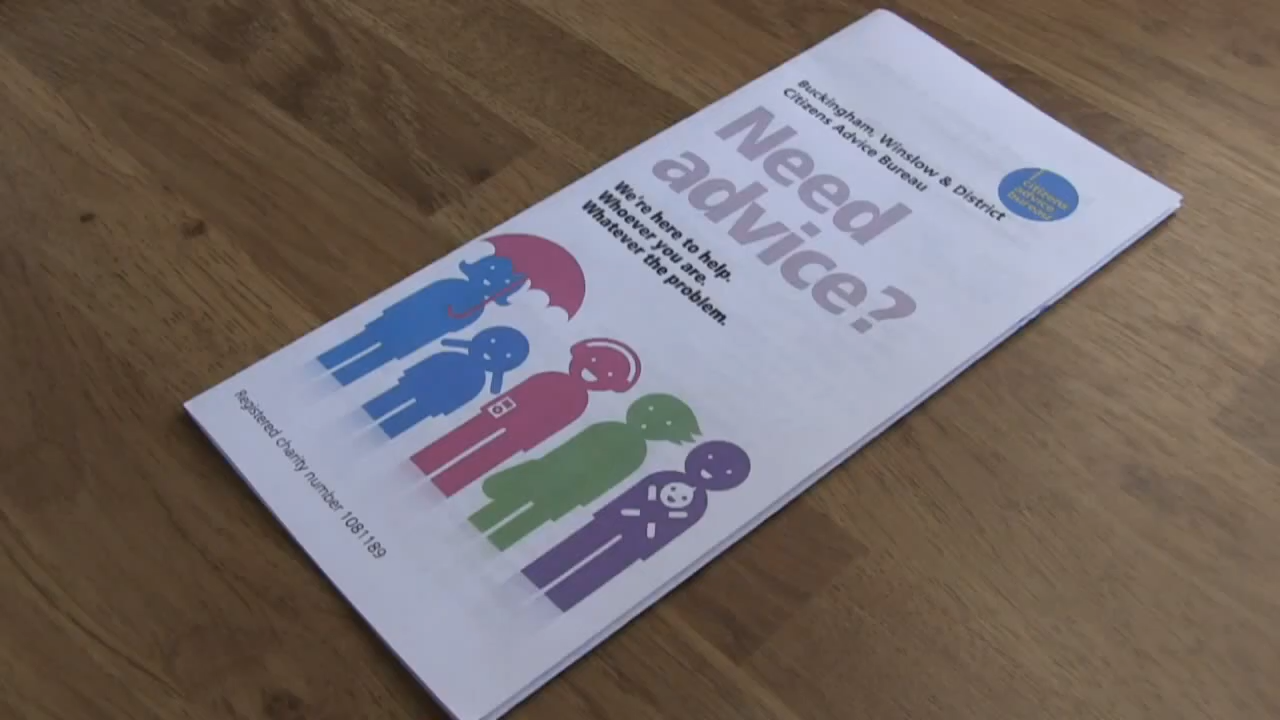 Buckingham, Winslow & District
Citizens Advice Bureau
citizens
advice
bureau
Need
advice?
We're here to help.
Whoever you are.
Whatever the problem.
Registered charity number 1081189